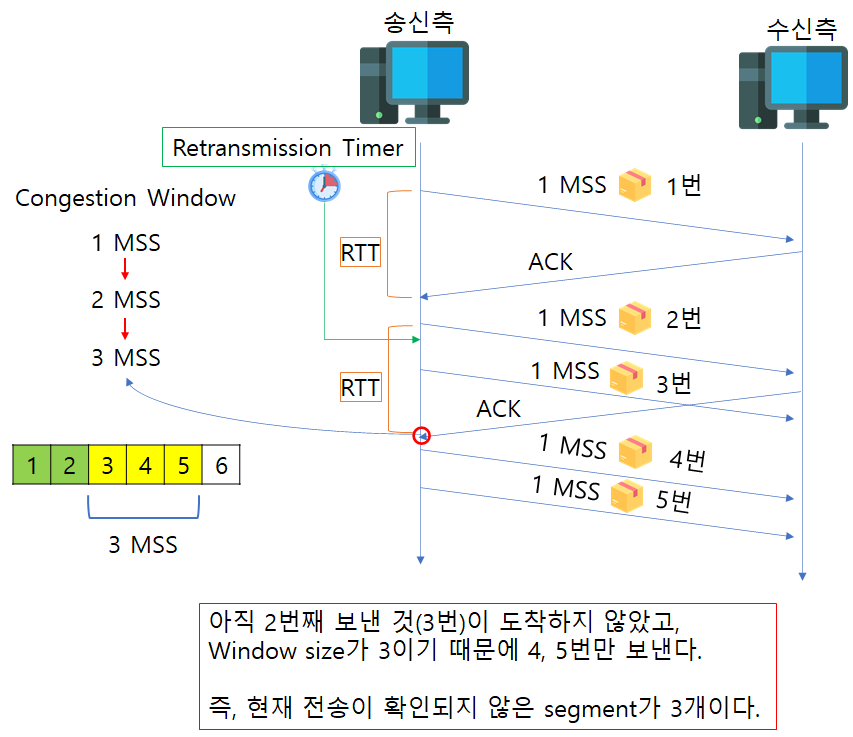 송신측
수신측
Retransmission Timer
Congestion Window
1 MSS
2 MSS
3 MSS
RTT
1 MSS 1번
ACK
RTT
1 MSS 2번
1 MSS 3번
ACK
1 MSS 4번
1 MSS 5번
1 2 3 4 5 6
3 MSS
아직 2번째 보낸 것(3번)이 도착하지 않았고,
Window size가 3이기 때문에 4, 5번만 보낸다.
즉, 현재 전송이 확인되지 않은 segment가 3개이다.